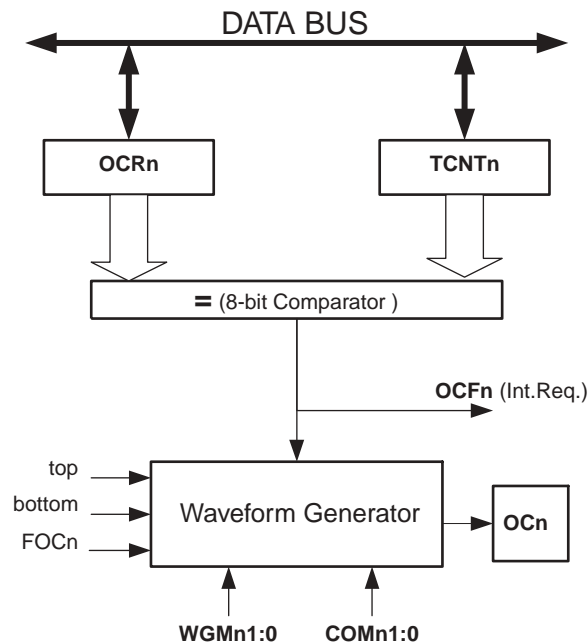 DATA BUS
OCRn
TCNTn
= (8-bit Comparator )
OCFn (Int.Req.)
top
bottom
FOCn
Waveform Generator
OCn
WGMn1:0
COMn1:0